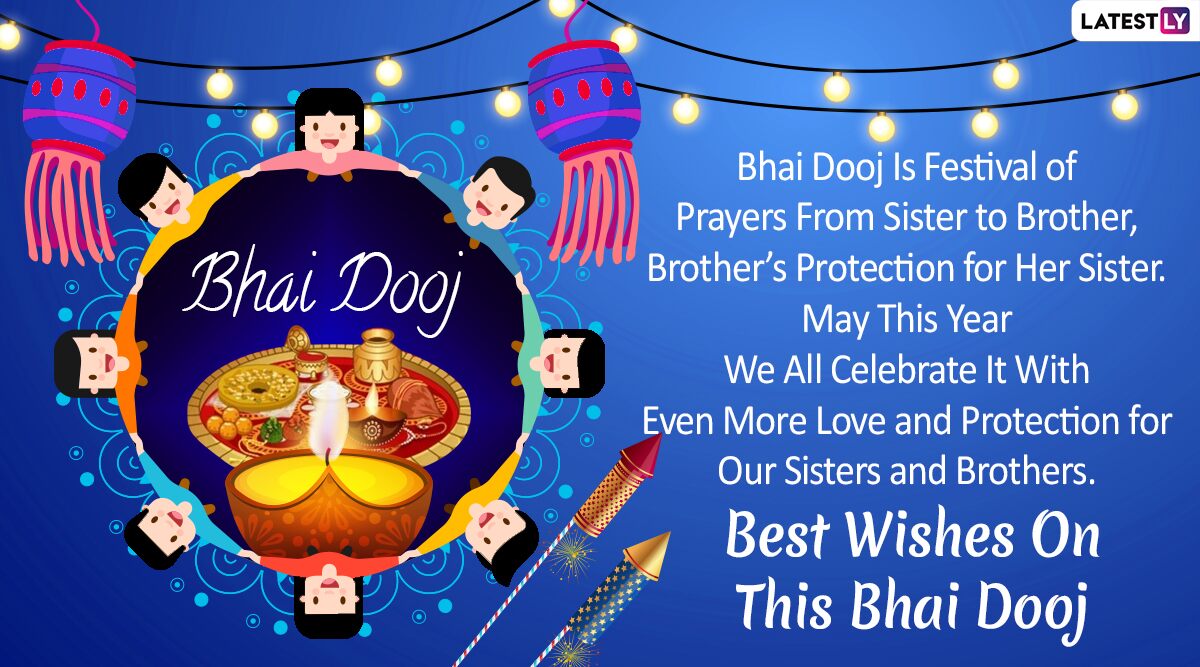 LATESTLY
Bhai Dooj
Bhai Dooj Is Festival of
Prayers From Sister to Brother,
Brother’s Protection for Her Sister.
May This Year
We All Celebrate It With
Even More Love and Protection for
Our Sisters and Brothers.
Best Wishes On
This Bhai Dooj